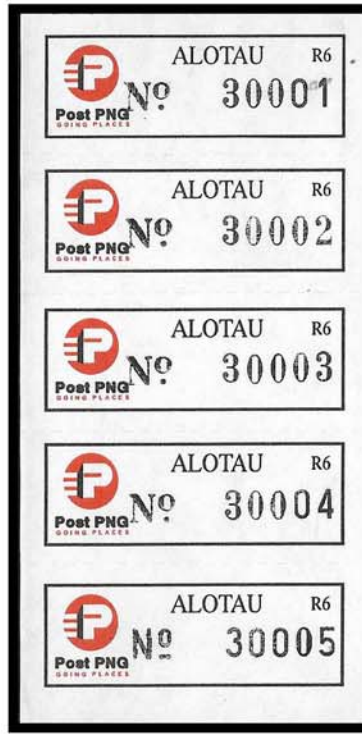 ALOTAU R6
Nº 30001
Post PNG
GOING PLACES
ALOTAU R6
Nº 30002
Post PNG
GOING PLACES
ALOTAU R6
Nº 30003
Post PNG
GOING PLACES
ALOTAU R6
Nº 30004
Post PNG
GOING PLACES
ALOTAU R6
Nº 30005
Post PNG
GOING PLACES